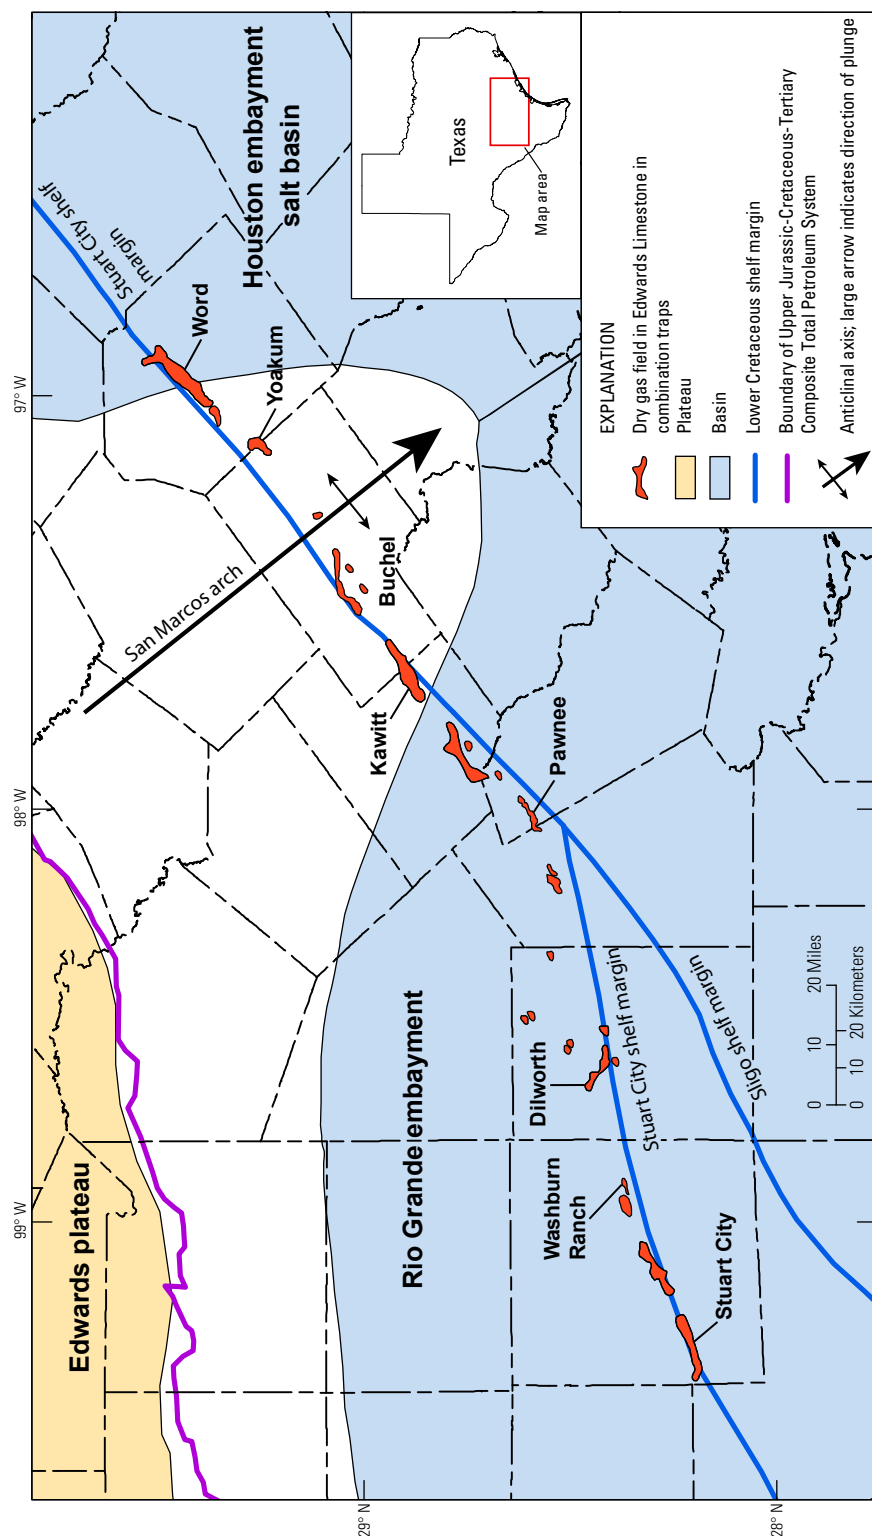 97° W
98° W
99° W
29° N
28° N
Edwards plateau
Rio Grande embayment
Houston embayment
salt basin
San Marcos arch
Stuart City shelf
margin
Word
Yoakum
Buchel
Kawitt
Pawnee
Dilworth
Washburn
Ranch
Stuart City
Stuart City shelf margin
Sligo shelf margin
0 10 20 Miles
0 10 20 Kilometers
Texas
Map area
EXPLANATION
Dry gas field in Edwards Limestone in
combination traps
Plateau
Basin
Lower Cretaceous shelf margin
Boundary of Upper Jurassic-Cretaceous-Tertiary
Composite Total Petroleum System
Anticlinal axis; large arrow indicates direction of plunge